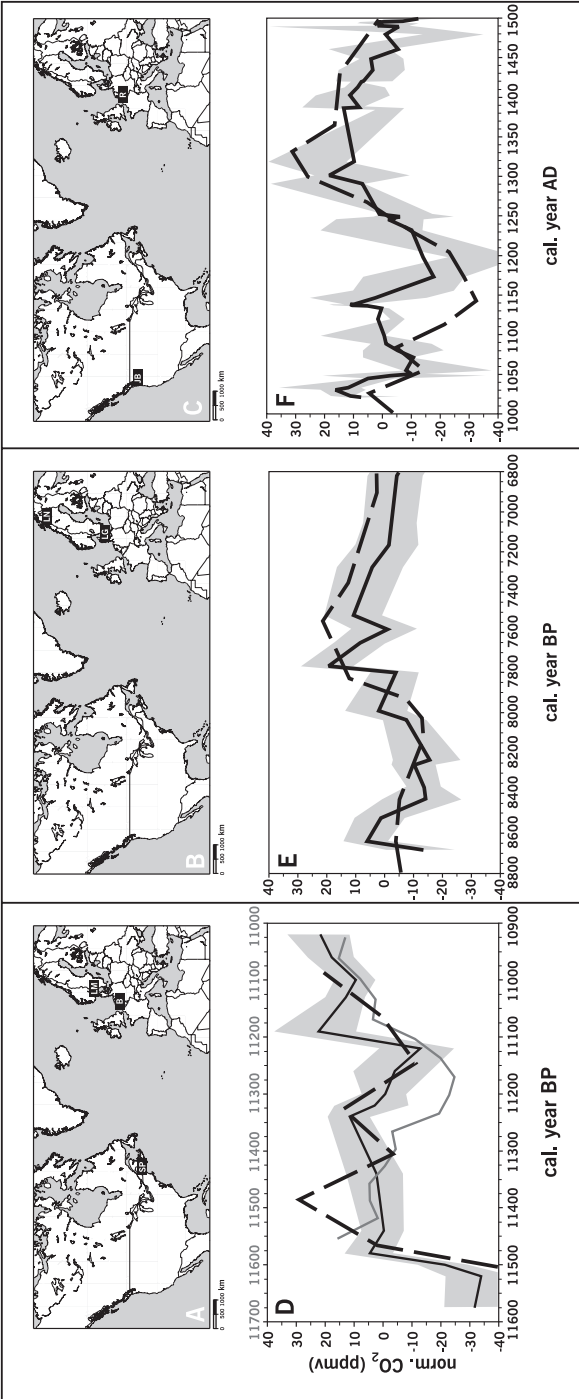 A
SP
LM
0 500 1000 km
B
LN
LG
0 500 1000 km
C
B
R
0 500 1000 km
11700 11600 11500 11400 11300 11200 11100 11000
D
norm. CO₂ (ppmv)
40
30
20
10
0
-10
-20
-30
-40
11600 11500 11400 11300 11200 11100 11000 10900
cal. year BP
E
40
30
20
10
0
-10
-20
-30
-40
8800 8600 8400 8200 8000 7800 7600 7400 7200 7000 6800
cal. year BP
F
40
30
20
10
0
-10
-20
-30
-40
1000 1050 1100 1150 1200 1250 1300 1350 1400 1450 1500
cal. year AD